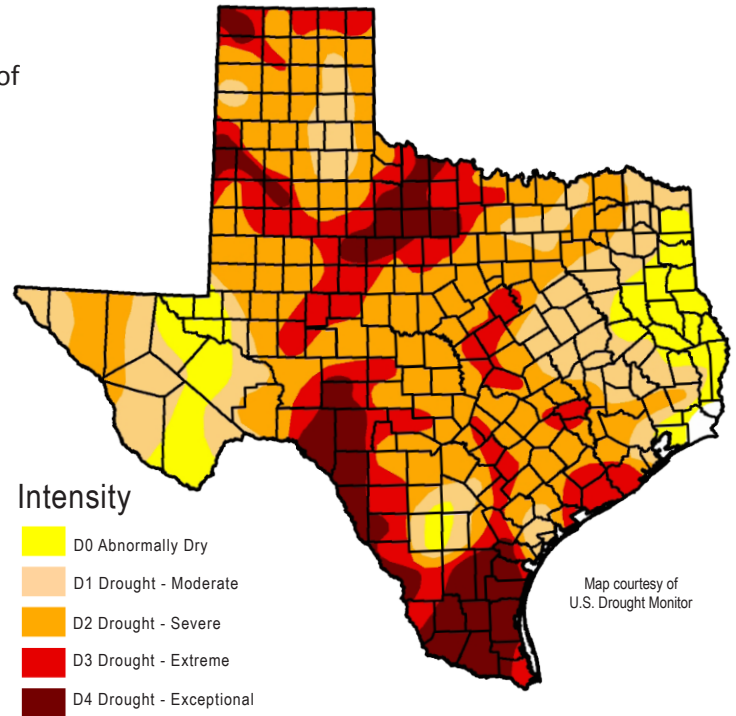 of
Intensity
D0 Abnormally Dry
D1 Drought - Moderate
D2 Drought - Severe
D3 Drought - Extreme
D4 Drought - Exceptional
Map courtesy of
U.S. Drought Monitor